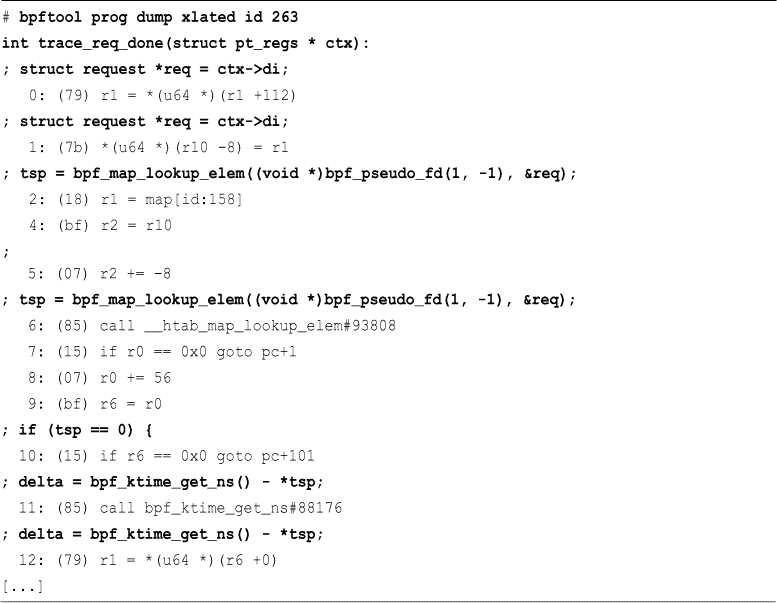 # bpftool prog dump xlated id 263
int trace_req_done(struct pt_regs * ctx):
; struct request *req = ctx->di;
   0: (79) r1 = *(u64 *)(r1 +112)
; struct request *req = ctx->di;
   1: (7b) *(u64 *)(r10 -8) = r1
; tsp = bpf_map_lookup_elem((void *)bpf_pseudo_fd(1, -1), &req);
   2: (18) r1 = map[id:158]
   4: (bf) r2 = r10
;
   5: (07) r2 += -8
; tsp = bpf_map_lookup_elem((void *)bpf_pseudo_fd(1, -1), &req);
   6: (85) call __htab_map_lookup_elem#93808
   7: (15) if r0 == 0x0 goto pc+1
   8: (07) r0 += 56
   9: (bf) r6 = r0
; if (tsp == 0) {
  10: (15) if r6 == 0x0 goto pc+101
; delta = bpf_ktime_get_ns() - *tsp;
  11: (85) call bpf_ktime_get_ns#88176
; delta = bpf_ktime_get_ns() - *tsp;
  12: (79) r1 = *(u64 *)(r6 +0)
[...]